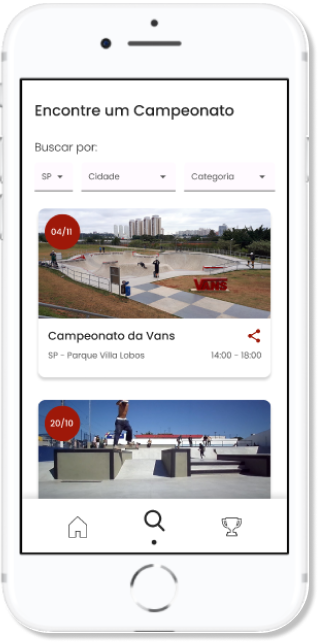 Encontre um Campeonato
Buscar por:
SP Cidade Categoria
04/11
VANS
Campeonato da Vans
SP - Parque Villa Lobos 14:00 - 18:00
20/10